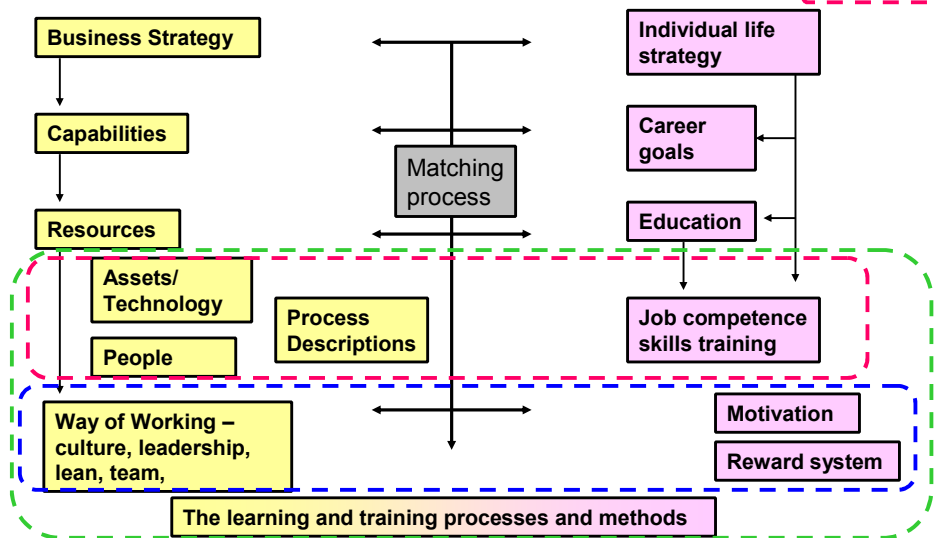 Business Strategy
Individual life
strategy
Capabilities
Career
goals
Matching
process
Resources
Education
Assets/
Technology
Process
Descriptions
Job competence
skills training
People
Way of Working –
culture, leadership,
lean, team,
Motivation
Reward system
The learning and training processes and methods